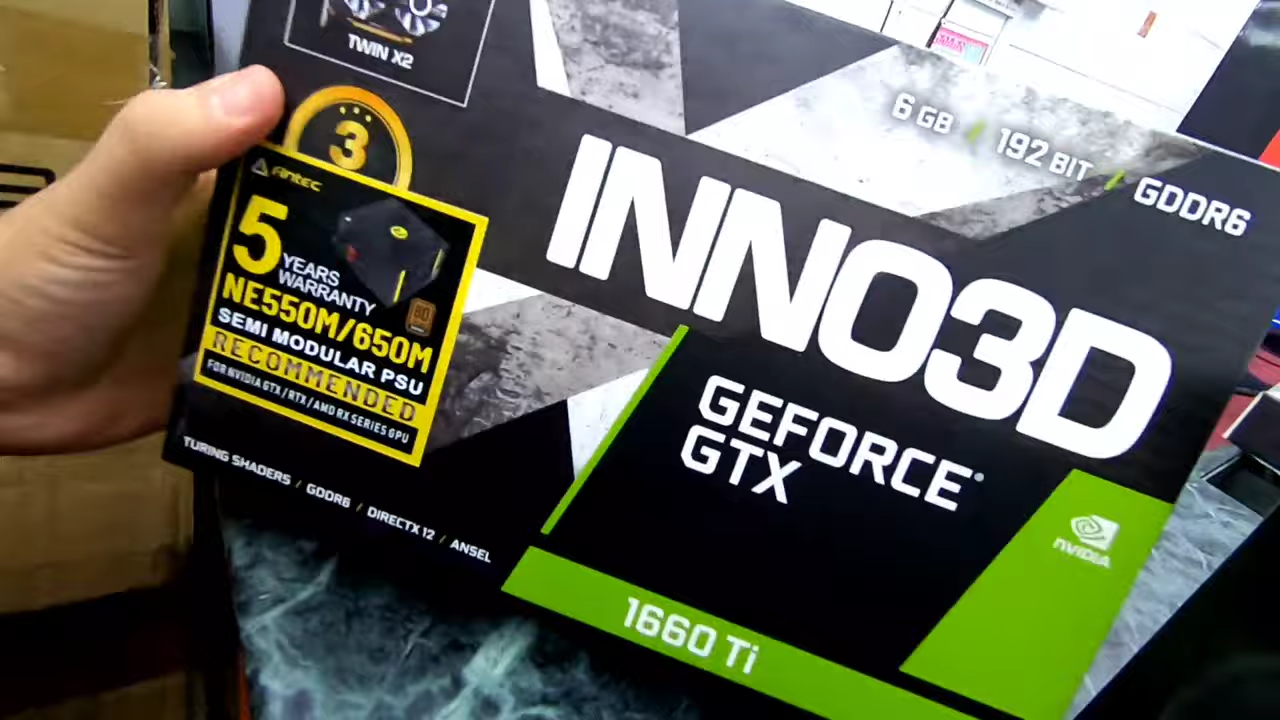 TWIN X2
6 GB / 192 BIT / GDDR6
3
INNO3D
Antec
5 YEARS WARRANTY
NE550M/650M
SEMI MODULAR PSU
RECOMMENDED
FOR NVIDIA GTX/RTX/AMD RX SERIES GPU
GEFORCE®
GTX
NVIDIA
TURING SHADERS / GDDR6 / DIRECTX 12 / ANSEL
1660 Ti